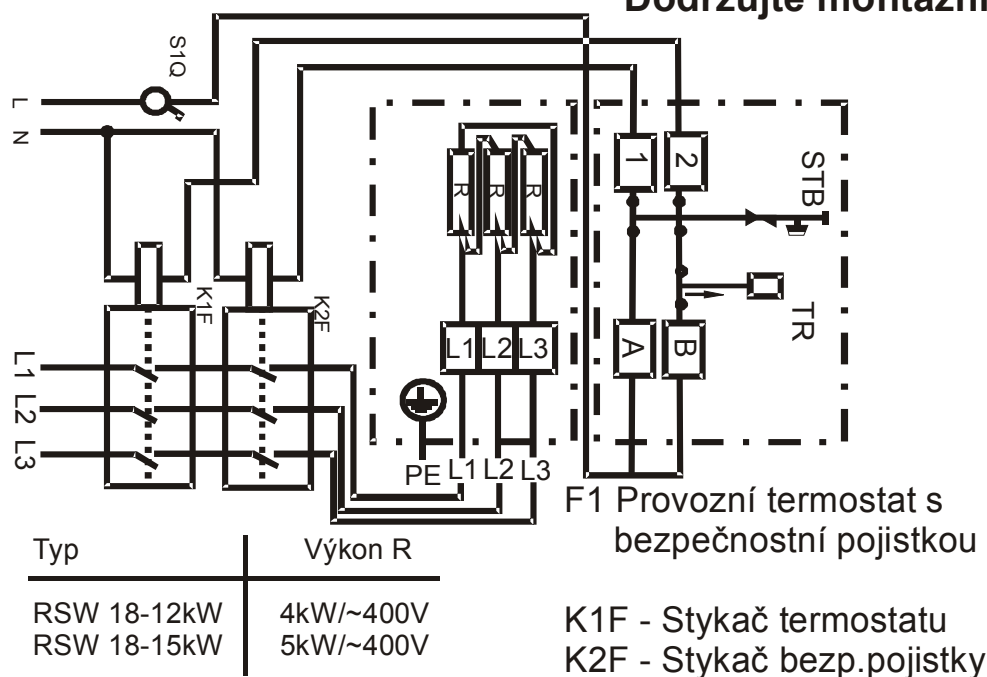 Dodržujte montážní
S1Q
L
N
1
2
STB
R
R
R
TR
K1F
K2F
L1
L2
L3
A
B
L1
L2
L3
PE
L1
L2
L3
F1 Provozní termostat s
bezpečnostní pojistkou
Typ
Výkon R
RSW 18-12kW
4kW/~400V
RSW 18-15kW
5kW/~400V
K1F - Stykač termostatu
K2F - Stykač bezp.pojistky